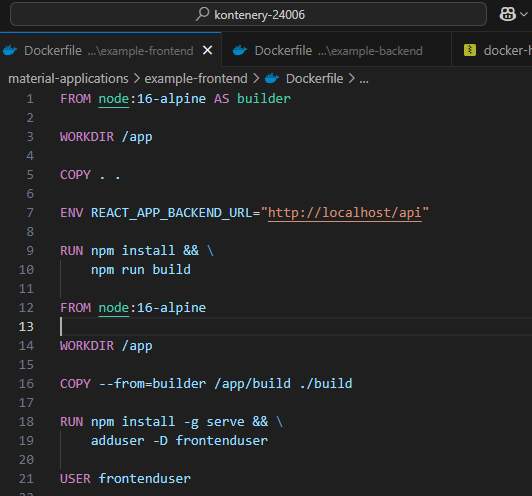 kontenery-24006
Dockerfile ...\example-frontend
Dockerfile ...\example-backend
docker-h
material-applications > example-frontend > Dockerfile > ...
1 FROM node:16-alpine AS builder
2
3 WORKDIR /app
4
5 COPY . .
6
7 ENV REACT_APP_BACKEND_URL="http://localhost/api"
8
9 RUN npm install && \
10 npm run build
11
12 FROM node:16-alpine
13
14 WORKDIR /app
15
16 COPY --from=builder /app/build ./build
17
18 RUN npm install -g serve && \
19 adduser -D frontenduser
20
21 USER frontenduser